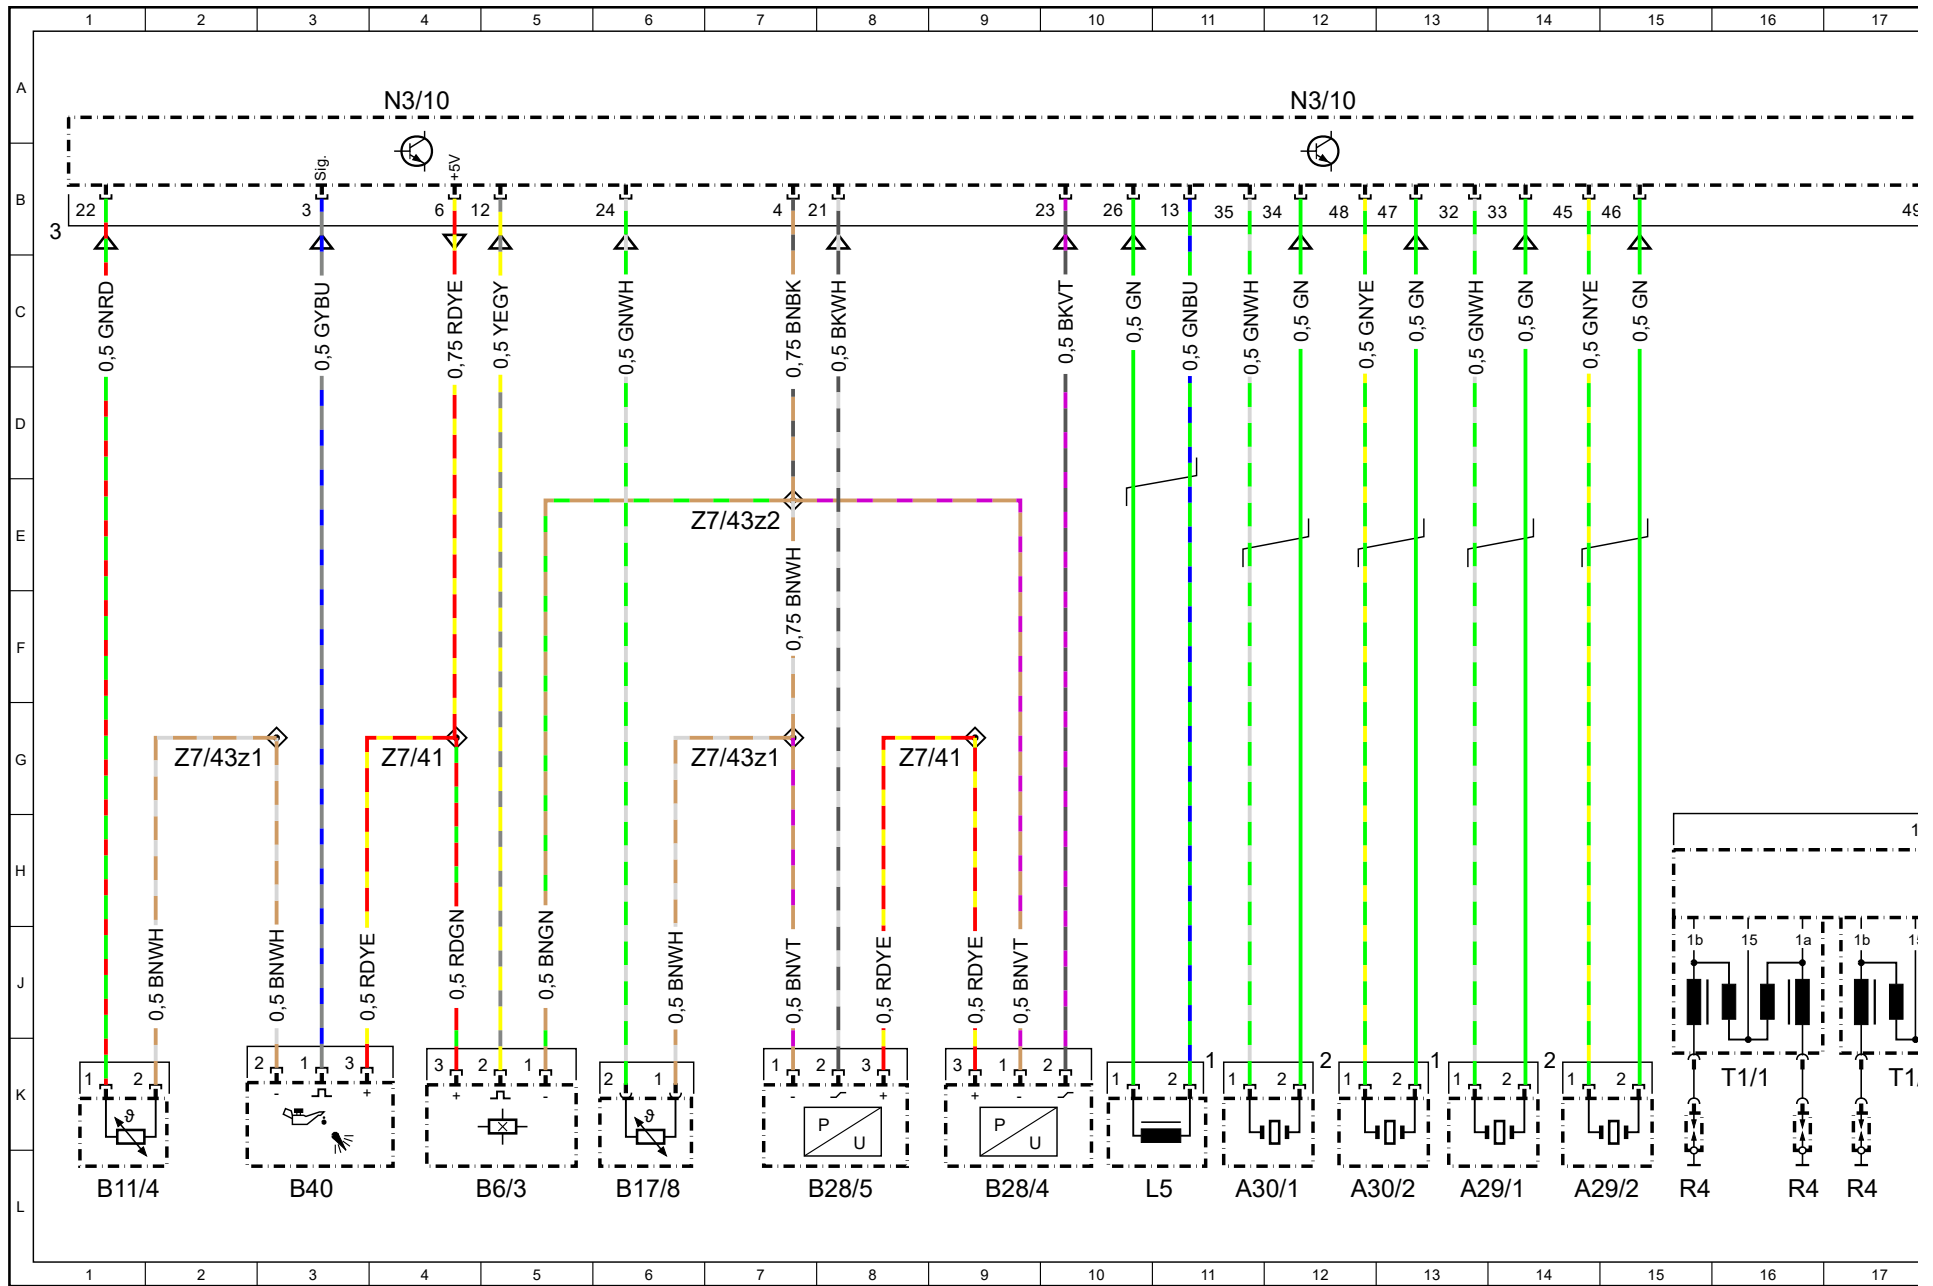 1 2 3 4 5 6 7 8 9 10 11 12 13 14 15 16 17
A
N3/10 N3/10
Sig. +5V
B
22 3 6 12 24 4 21 23 26 13 35 34 48 47 32 33 45 46 49
3
C
0,5 GNRD
0,5 GYBU
0,75 RDYE
0,5 YEGY
0,5 GNWH
0,75 BNBK
0,5 BKWH
0,5 BKVT
0,5 GN
0,5 GNBU
0,5 GNWH
0,5 GN
0,5 GNYE
0,5 GN
0,5 GNWH
0,5 GN
0,5 GNYE
0,5 GN
D
Z7/43z2
E
0,75 BNWH
F
Z7/43z1 Z7/41 Z7/43z1 Z7/41
G
H
0,5 BNWH
0,5 BNWH
0,5 RDYE
0,5 RDGN
0,5 BNGN
0,5 BNWH
0,5 BNVT
0,5 RDYE
0,5 RDYE
0,5 BNVT
1b 15 1a 1b
J
1 2 2 1 3 3 2 1 2 1 1 2 3 3 1 2 1 2 1 1 2 2 1 2 1 1 2 2 1 2
K
- + + - - + + -
ϑ ϑ P U P U
T1/1
B11/4 B40 B6/3 B17/8 B28/5 B28/4 L5 A30/1 A30/2 A29/1 A29/2 R4 R4 R4
L
1 2 3 4 5 6 7 8 9 10 11 12 13 14 15 16 17